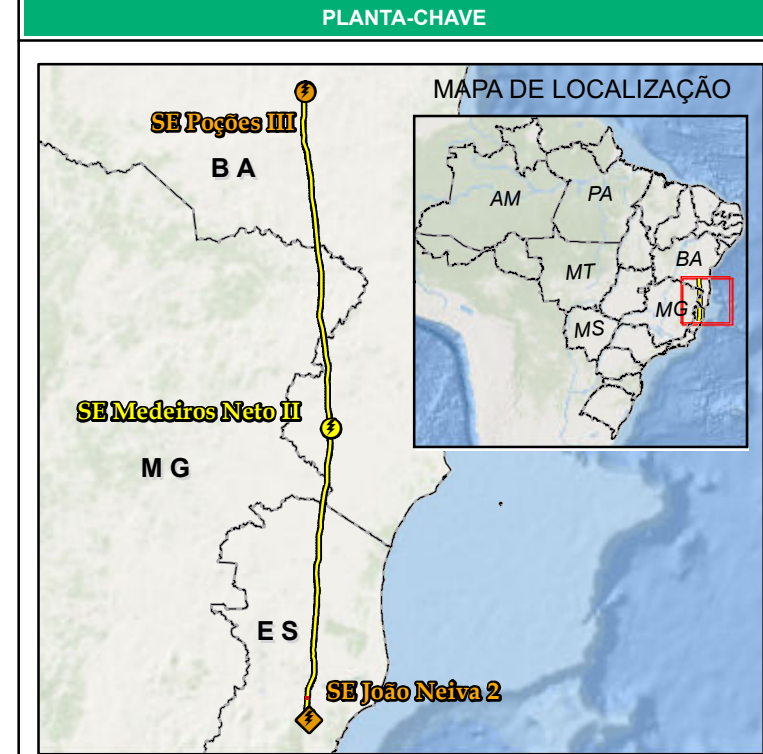 PLANTA-CHAVE
MAPA DE LOCALIZAÇÃO
SE Poções III
B A
AM
PA
BA
MT
MG
MS
SE Medeiros Neto II
M G
E S
SE João Neiva 2